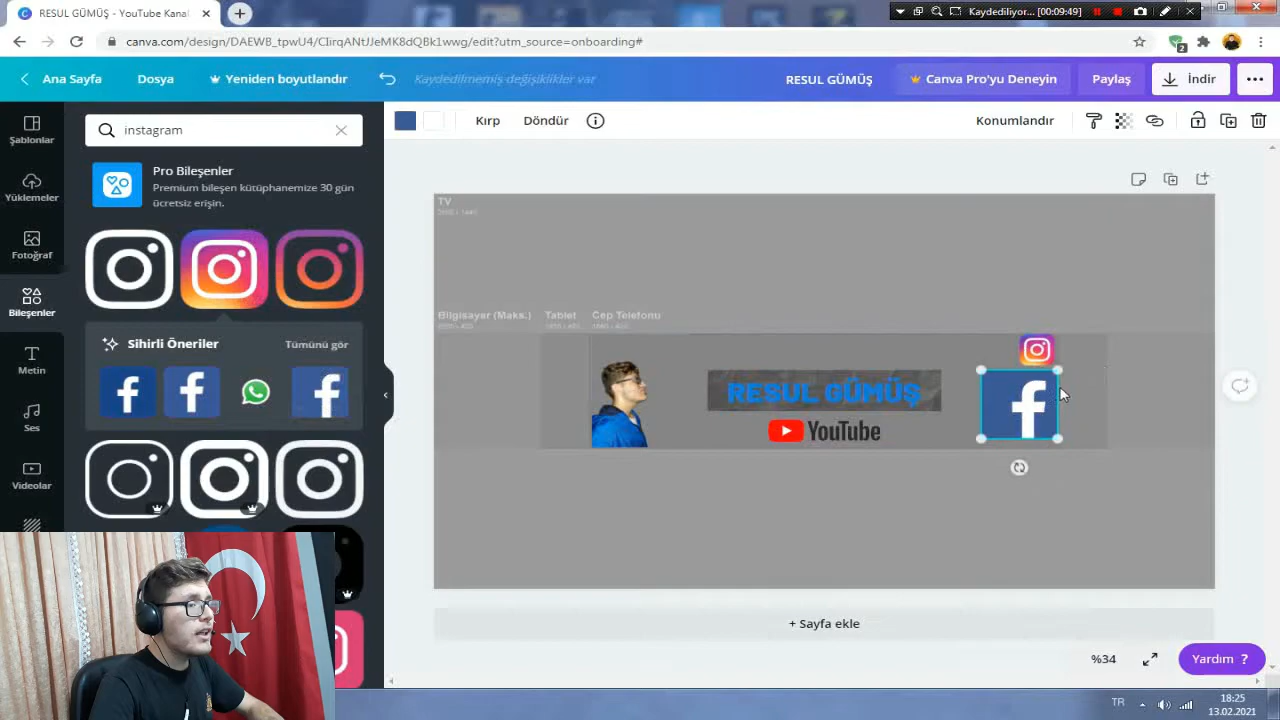 RESUL GÜMÜŞ - YouTube Kanal
Kaydediliyor... [00:09:49]
canva.com/design/DAEWB_tpwU4/CIirqANtJJeMK8dQBk1wwg/edit?utm_source=onboarding#
2
Ana Sayfa
Dosya
Yeniden boyutlandır
Kaydedilmemiş değişiklikler var
RESUL GÜMÜŞ
Canva Pro'yu Deneyin
Paylaş
İndir
Şablonlar
Yüklemeler
Fotoğraf
Bileşenler
Metin
Ses
Videolar
instagram
Pro Bileşenler
Premium bileşen kütüphanemize 30 gün
ücretsiz erişin.
Sihirli Öneriler
Tümünü gör
Kırp
Döndür
Konumlandır
TV
Bilgisayar (Maks.)
Tablet
Cep Telefonu
RESUL GÜMÜŞ
YouTube
+ Sayfa ekle
%34
Yardım ?
TR
18:25
13.02.2021